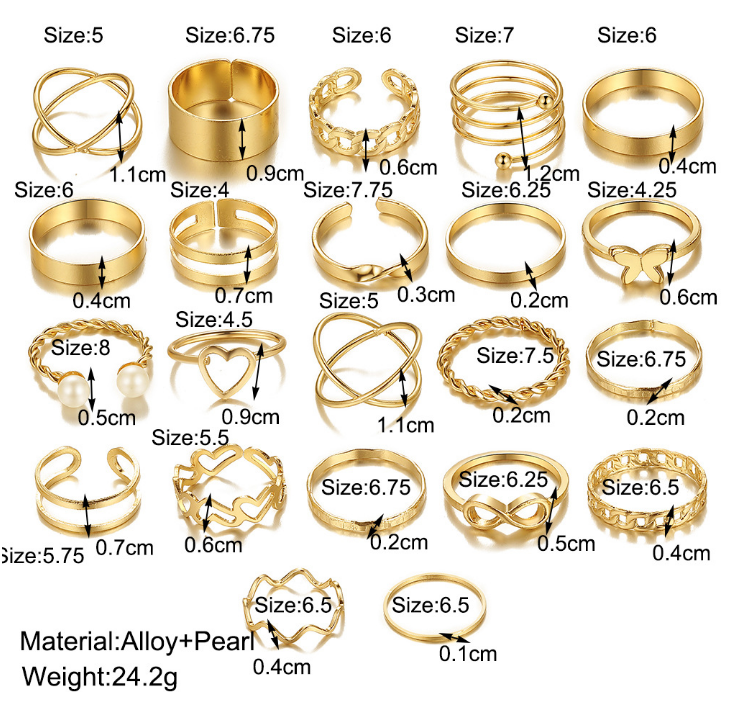 Size:5
Size:6.75
Size:6
Size:7
Size:6
1.1cm
0.9cm
0.6cm
1.2cm
0.4cm
Size:6
Size:4
Size:7.75
Size:6.25
Size:4.25
0.4cm
0.7cm
0.3cm
0.2cm
0.6cm
Size:8
Size:4.5
Size:5
Size:7.5
Size:6.75
0.5cm
0.9cm
1.1cm
0.2cm
0.2cm
Size:5.75
Size:5.5
Size:6.75
Size:6.25
Size:6.5
0.7cm
0.6cm
0.2cm
0.5cm
0.4cm
Size:6.5
Size:6.5
0.4cm
0.1cm
Material:Alloy+Pearl
Weight:24.2g